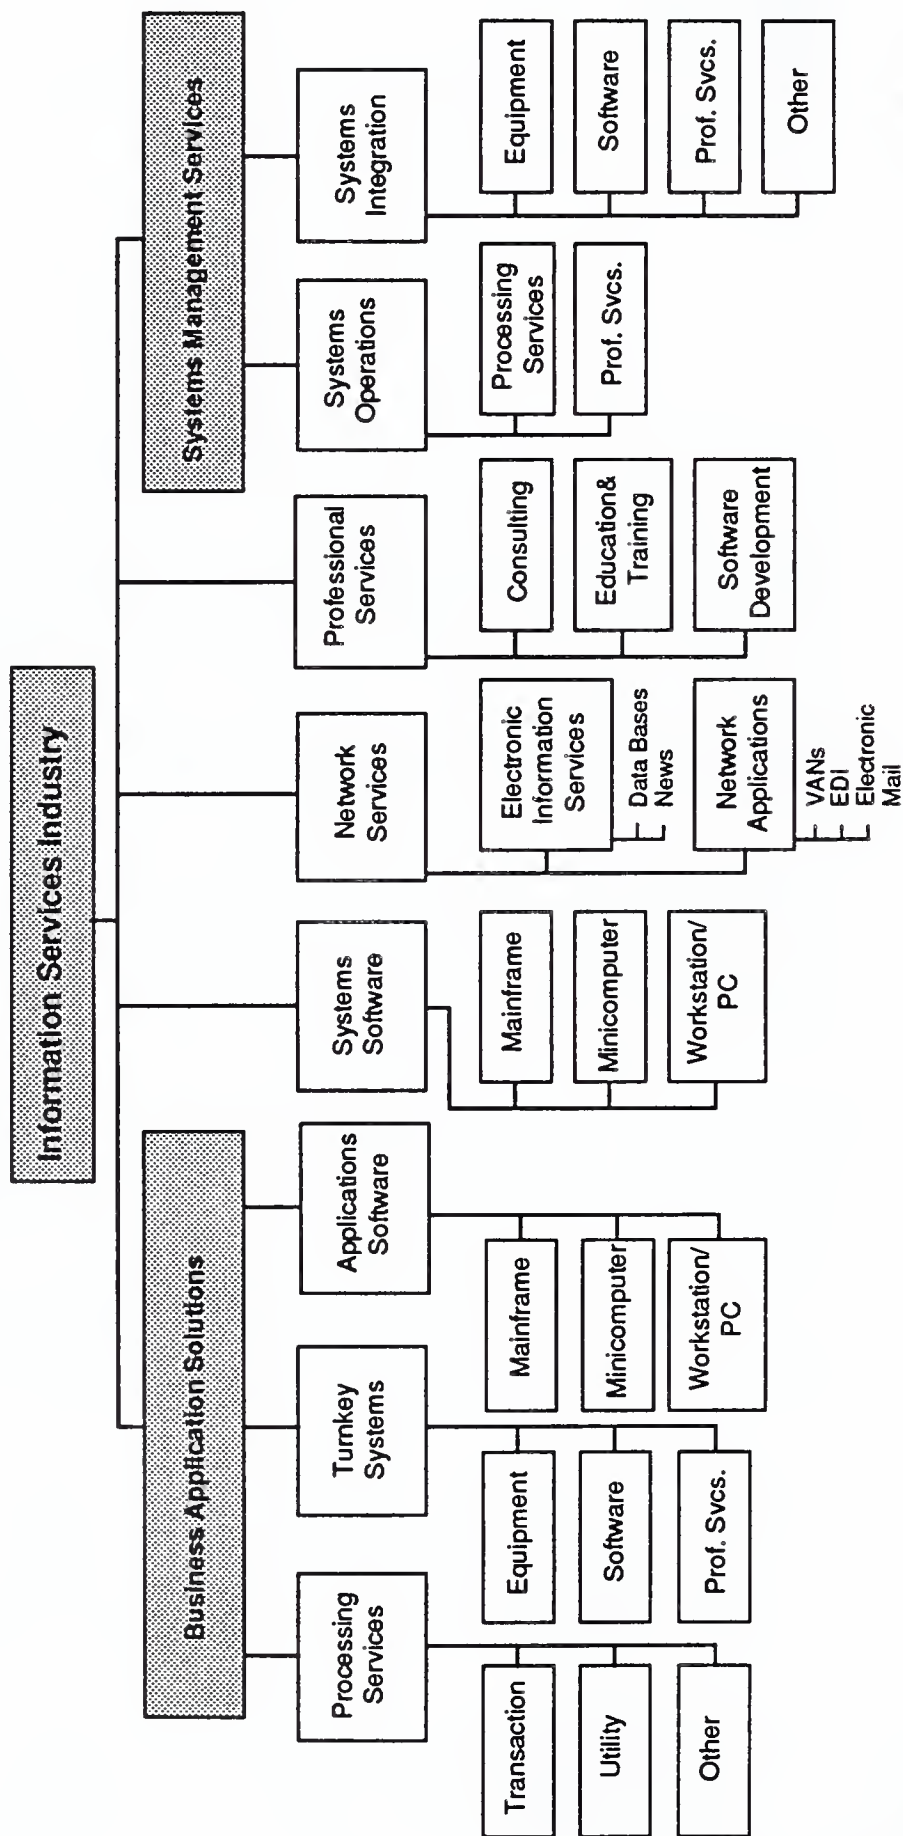 Information Services Industry
Business Application Solutions
Systems Management Services
Processing
Services
Turnkey
Systems
Applications
Software
Systems
Software
Network
Services
Professional
Services
Systems
Operations
Systems
Integration
Transaction
Utility
Other
Equipment
Software
Prof. Svcs.
Mainframe
Minicomputer
Workstation/
PC
Mainframe
Minicomputer
Workstation/
PC
Electronic
Information
Services
Data Bases
News
Network
Applications
VANs
EDI
Electronic
Mail
Consulting
Education&
Training
Software
Development
Processing
Services
Prof. Svcs.
Equipment
Software
Prof. Svcs.
Other